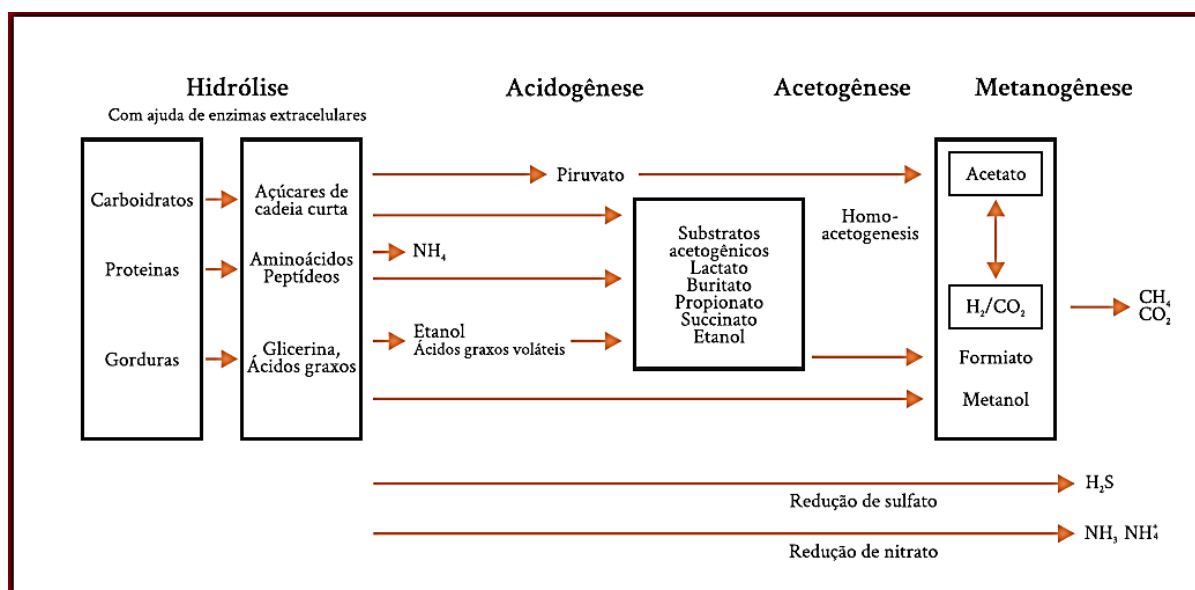 Hidrólise
Com ajuda de enzimas extracelulares
Acidogênese
Acetogênese
Metanogênese
Carboidratos
Proteinas
Gorduras
Açúcares de
cadeia curta
Aminoácidos
Peptídeos
Glicerina,
Ácidos graxos
Piruvato
NH₄
Etanol
Ácidos graxos voláteis
Substratos
acetogênicos
Lactato
Buritato
Propionato
Succinato
Etanol
Homo-
acetogenesis
Acetato
H₂/CO₂
Formiato
Metanol
CH₄
CO₂
Redução de sulfato
H₂S
Redução de nitrato
NH₃ NH₄⁺